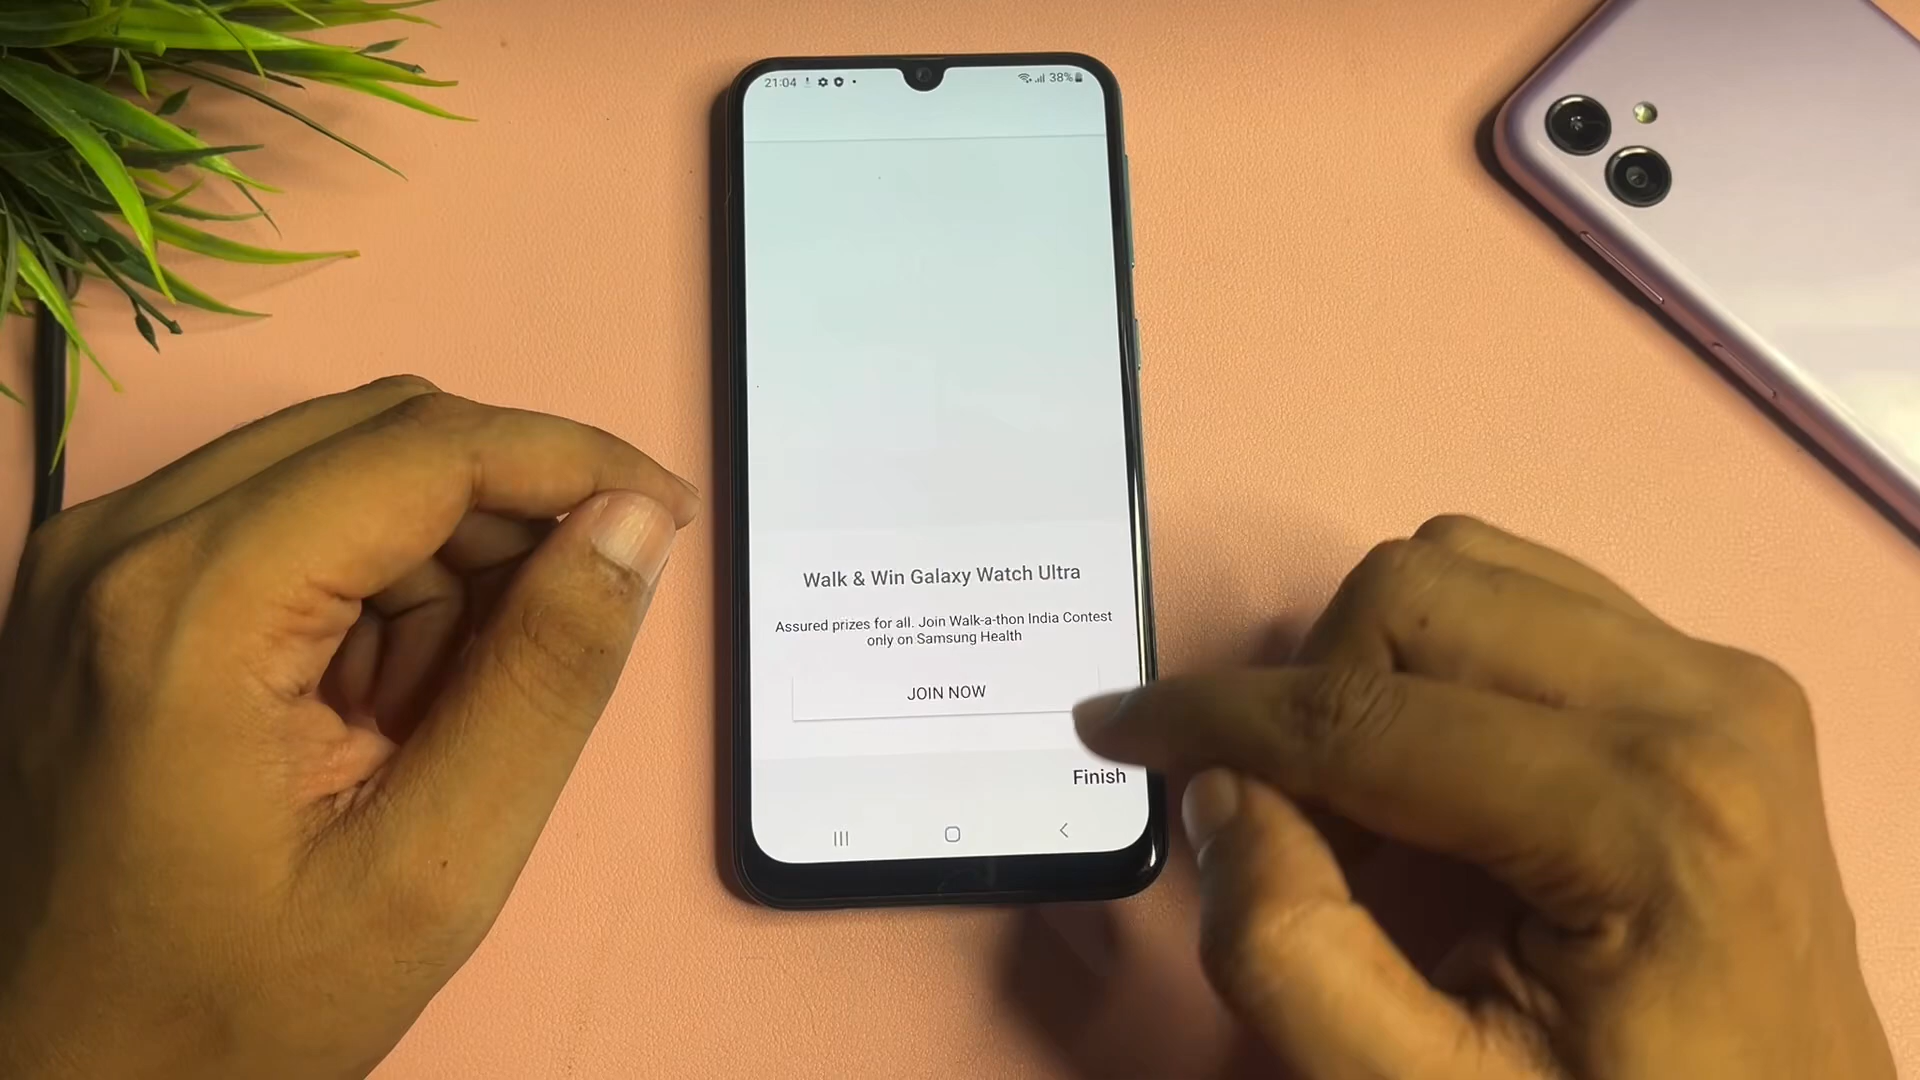 21:04
38%
Walk & Win Galaxy Watch Ultra
Assured prizes for all. Join Walk-a-thon India Contest
only on Samsung Health
JOIN NOW
Finish